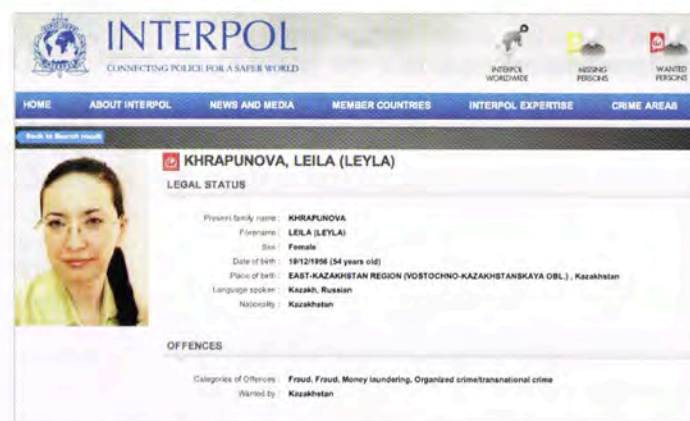 INTERPOL
CONNECTING POLICE FOR A SAFER WORLD
INTERPOL WORLDWIDE
MISSING PERSONS
WANTED PERSONS
HOME ABOUT INTERPOL NEWS AND MEDIA MEMBER COUNTRIES INTERPOL EXPERTISE CRIME AREAS
Back to Search result
KHRAPUNOVA, LEILA (LEYLA)
LEGAL STATUS
Present family name : KHRAPUNOVA
Forename : LEILA (LEYLA)
Sex : Female
Date of birth : 19/12/1956 (54 years old)
Place of birth : EAST-KAZAKHSTAN REGION (VOSTOCHNO-KAZAKHSTANSKAYA OBL.) , Kazakhstan
Language spoken : Kazakh, Russian
Nationality : Kazakhstan
OFFENCES
Categories of Offences : Fraud, Fraud, Money laundering, Organized crime/transnational crime
Wanted by : Kazakhstan